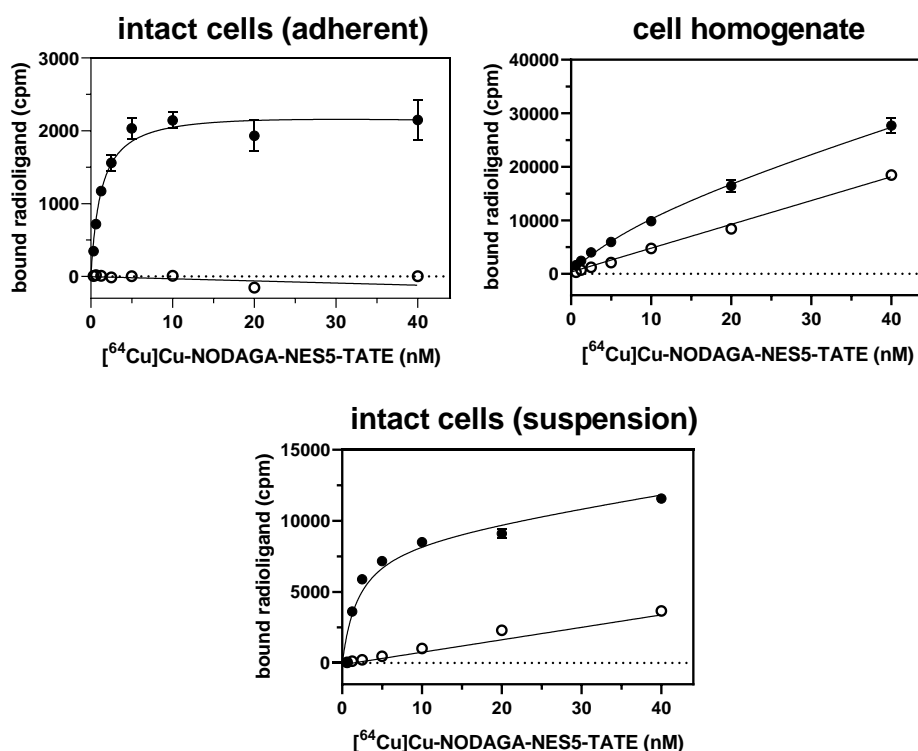 intact cells (adherent)
bound radioligand (cpm)
3000
2000
1000
0
0 10 20 30 40
[⁶⁴Cu]Cu-NODAGA-NES5-TATE (nM)
cell homogenate
bound radioligand (cpm)
40000
30000
20000
10000
0
0 10 20 30 40
[⁶⁴Cu]Cu-NODAGA-NES5-TATE (nM)
intact cells (suspension)
bound radioligand (cpm)
15000
10000
5000
0
0 10 20 30 40
[⁶⁴Cu]Cu-NODAGA-NES5-TATE (nM)